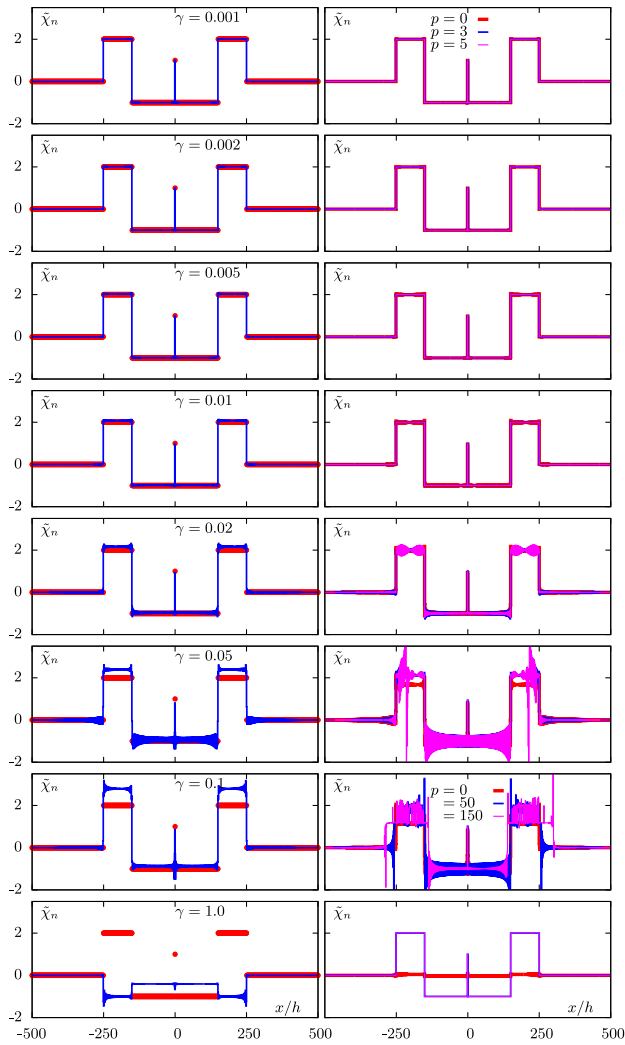 χ̃ₙ γ = 0.001 χ̃ₙ p = 0
p = 3
p = 5
2
0
-2
χ̃ₙ γ = 0.002 χ̃ₙ
2
0
-2
χ̃ₙ γ = 0.005 χ̃ₙ
2
0
-2
χ̃ₙ γ = 0.01 χ̃ₙ
2
0
-2
χ̃ₙ γ = 0.02 χ̃ₙ
2
0
-2
χ̃ₙ γ = 0.05 χ̃ₙ
2
0
-2
χ̃ₙ γ = 0.1 χ̃ₙ p = 0
= 50
= 150
2
0
-2
χ̃ₙ γ = 1.0 χ̃ₙ
2
0
x/h x/h
-2
-500 -250 0 250 500 -250 0 250 500